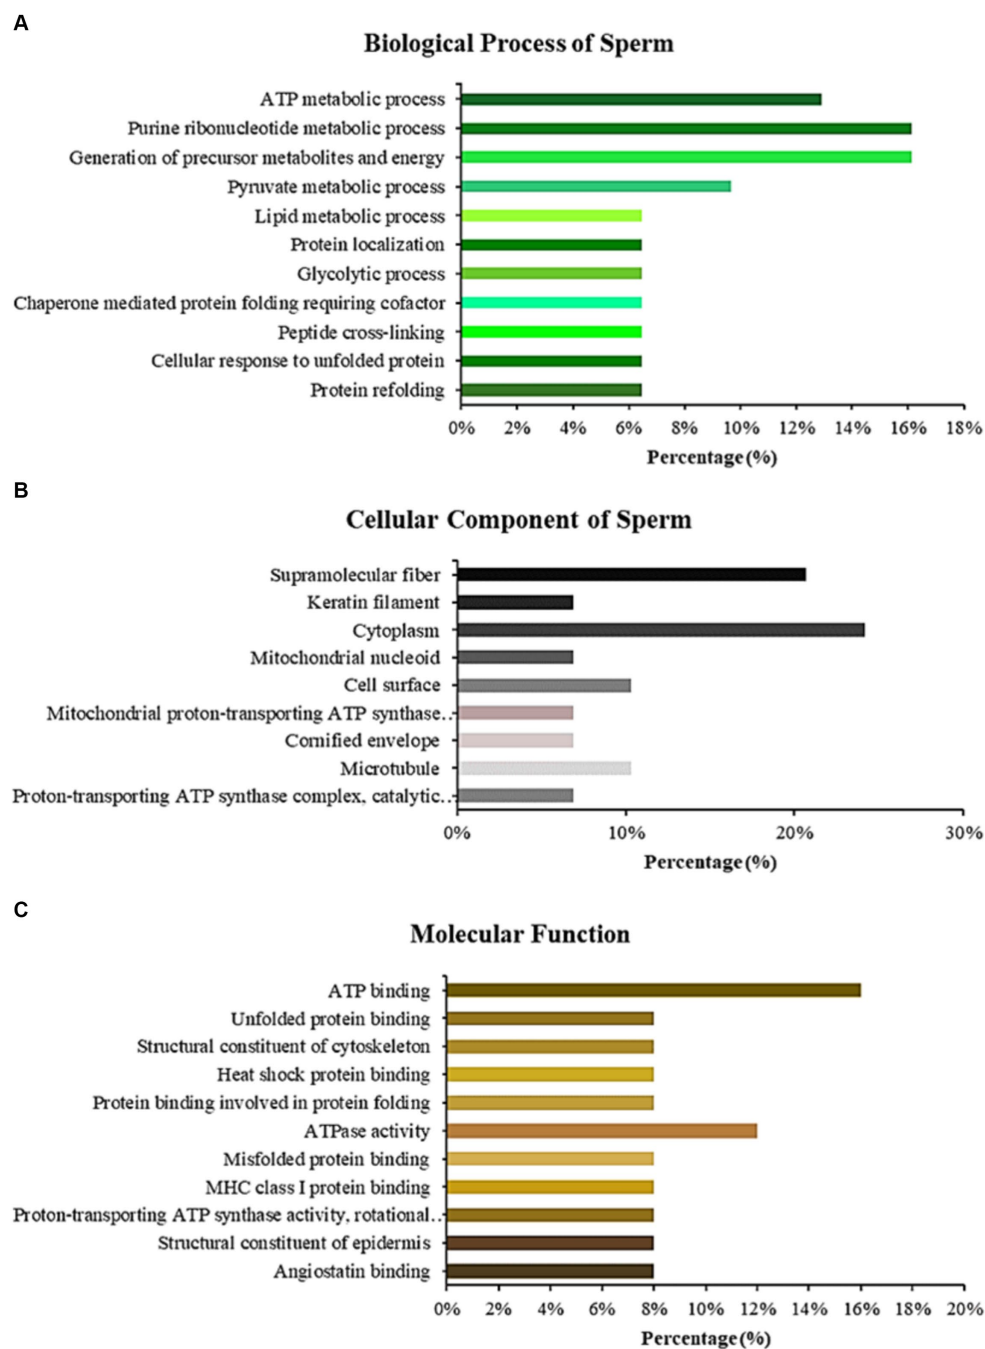 A
Biological Process of Sperm
ATP metabolic process
Purine ribonucleotide metabolic process
Generation of precursor metabolites and energy
Pyruvate metabolic process
Lipid metabolic process
Protein localization
Glycolytic process
Chaperone mediated protein folding requiring cofactor
Peptide cross-linking
Cellular response to unfolded protein
Protein refolding
0% 2% 4% 6% 8% 10% 12% 14% 16% 18%
Percentage (%)
B
Cellular Component of Sperm
Supramolecular fiber
Keratin filament
Cytoplasm
Mitochondrial nucleoid
Cell surface
Mitochondrial proton-transporting ATP synthase..
Cornified envelope
Microtubule
Proton-transporting ATP synthase complex, catalytic..
0% 10% 20% 30%
Percentage (%)
C
Molecular Function
ATP binding
Unfolded protein binding
Structural constituent of cytoskeleton
Heat shock protein binding
Protein binding involved in protein folding
ATPase activity
Misfolded protein binding
MHC class I protein binding
Proton-transporting ATP synthase activity, rotational..
Structural constituent of epidermis
Angiostatin binding
0% 2% 4% 6% 8% 10% 12% 14% 16% 18% 20%
Percentage (%)